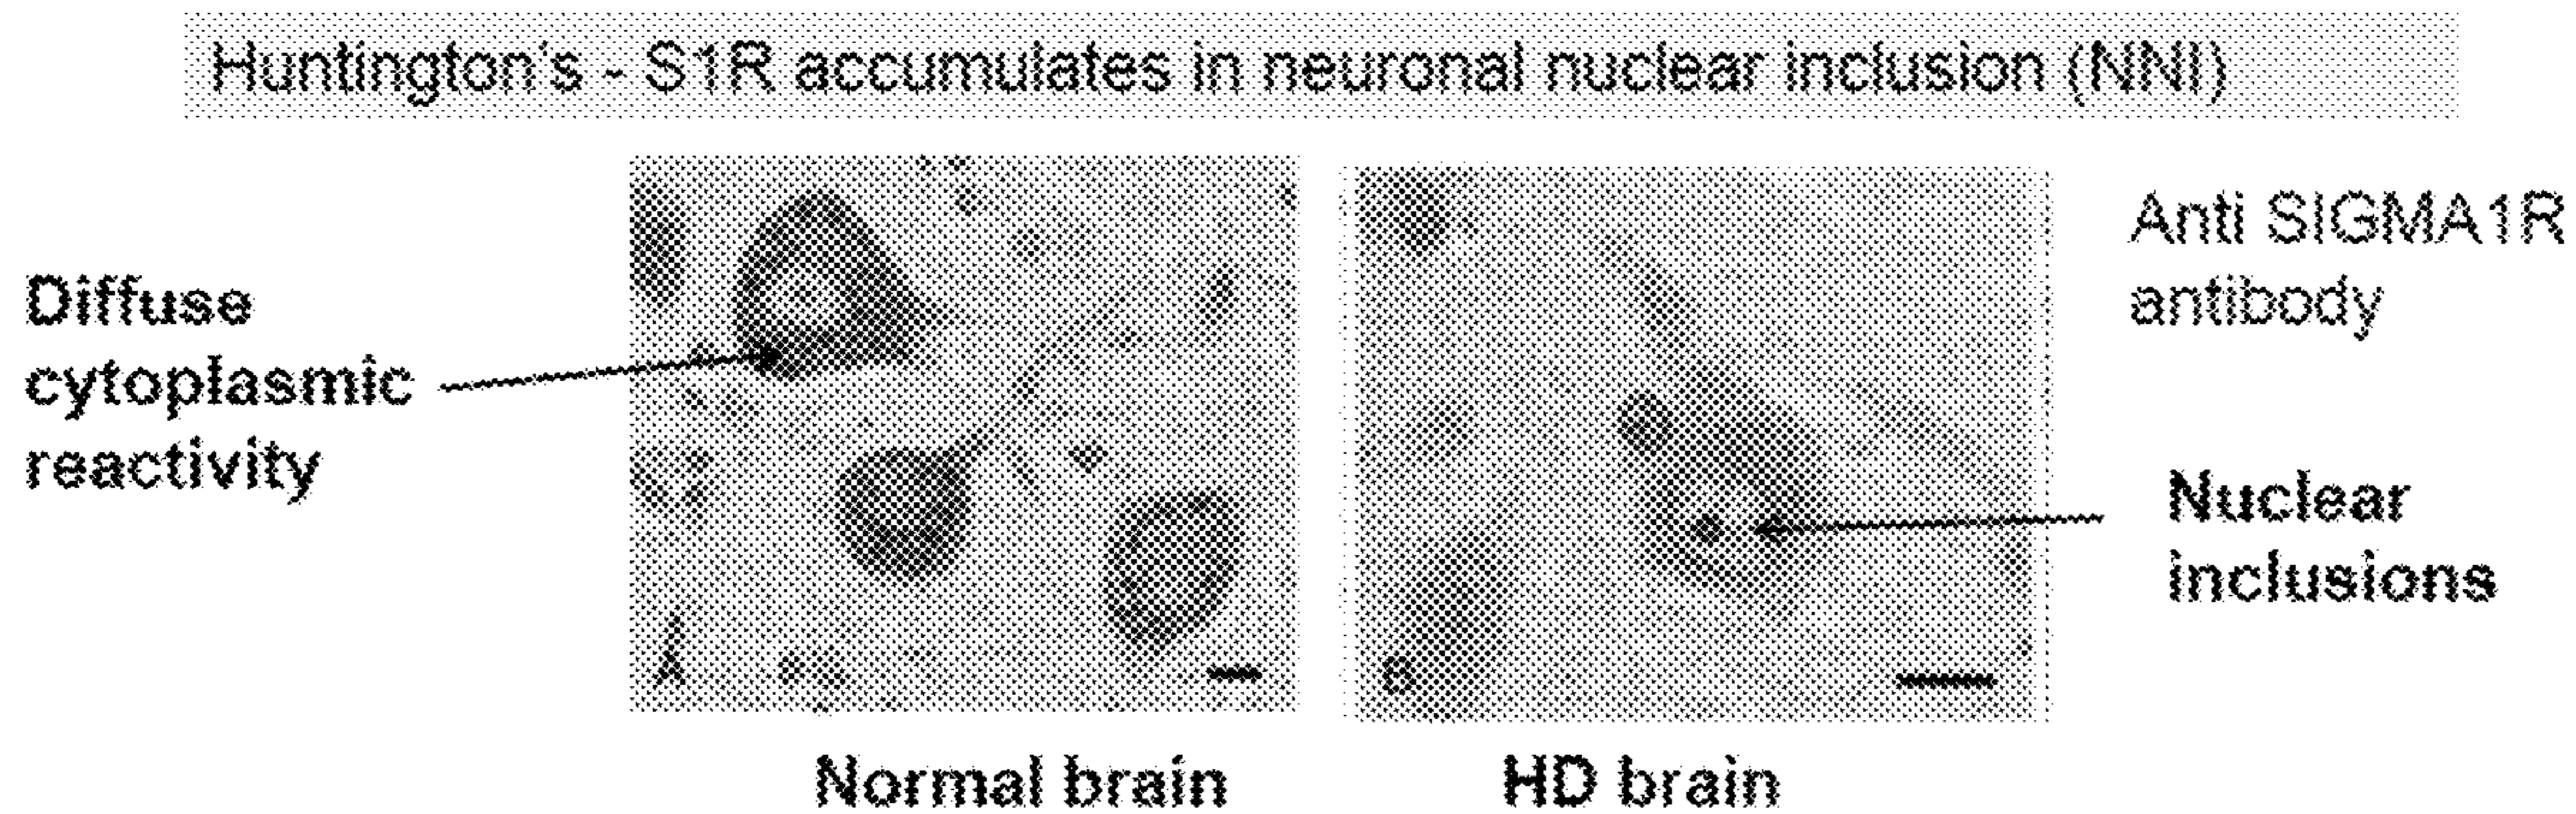 Huntington's - S1R accumulates in neuronal nuclear inclusion (NNI)
Diffuse
cytoplasmic
reactivity
A
B
Anti SIGMA1R
antibody
Nuclear
inclusions
Normal brain
HD brain